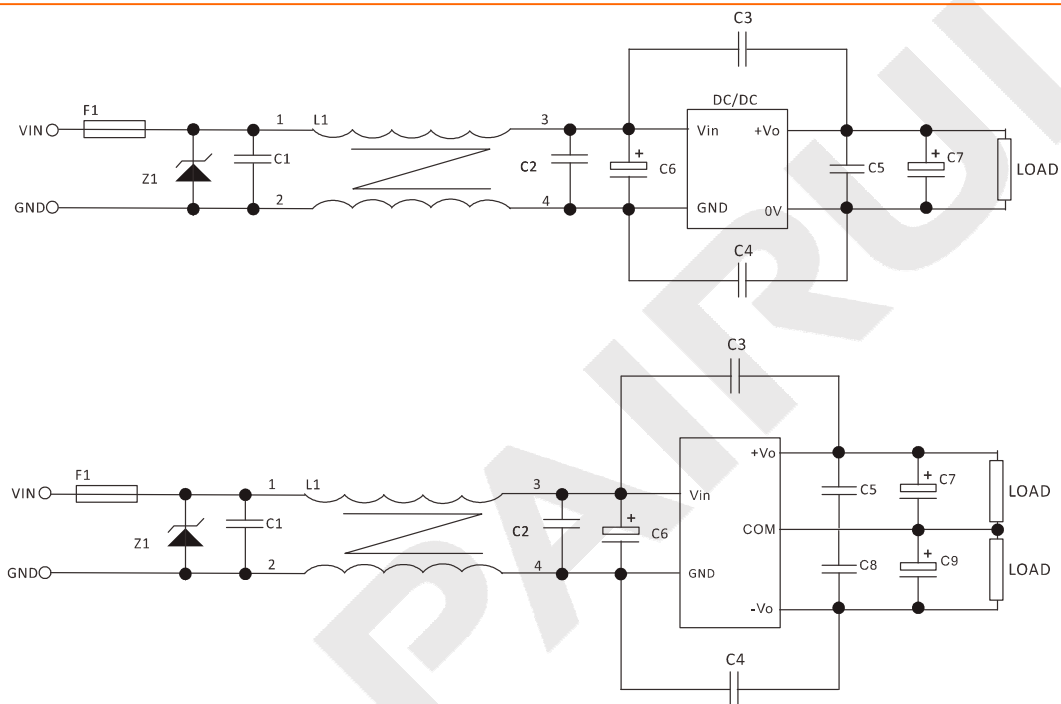 C3
F1
DC/DC
VIN
1
L1
3
Vin
+Vo
C1
C2
+
C6
C5
+
C7
LOAD
Z1
GND
2
4
GND
0V
C4
C3
+Vo
F1
VIN
1
L1
3
Vin
C5
+
C7
LOAD
C1
C2
+
C6
COM
Z1
GND
2
4
GND
C8
+
C9
LOAD
-Vo
C4
PAIRUI